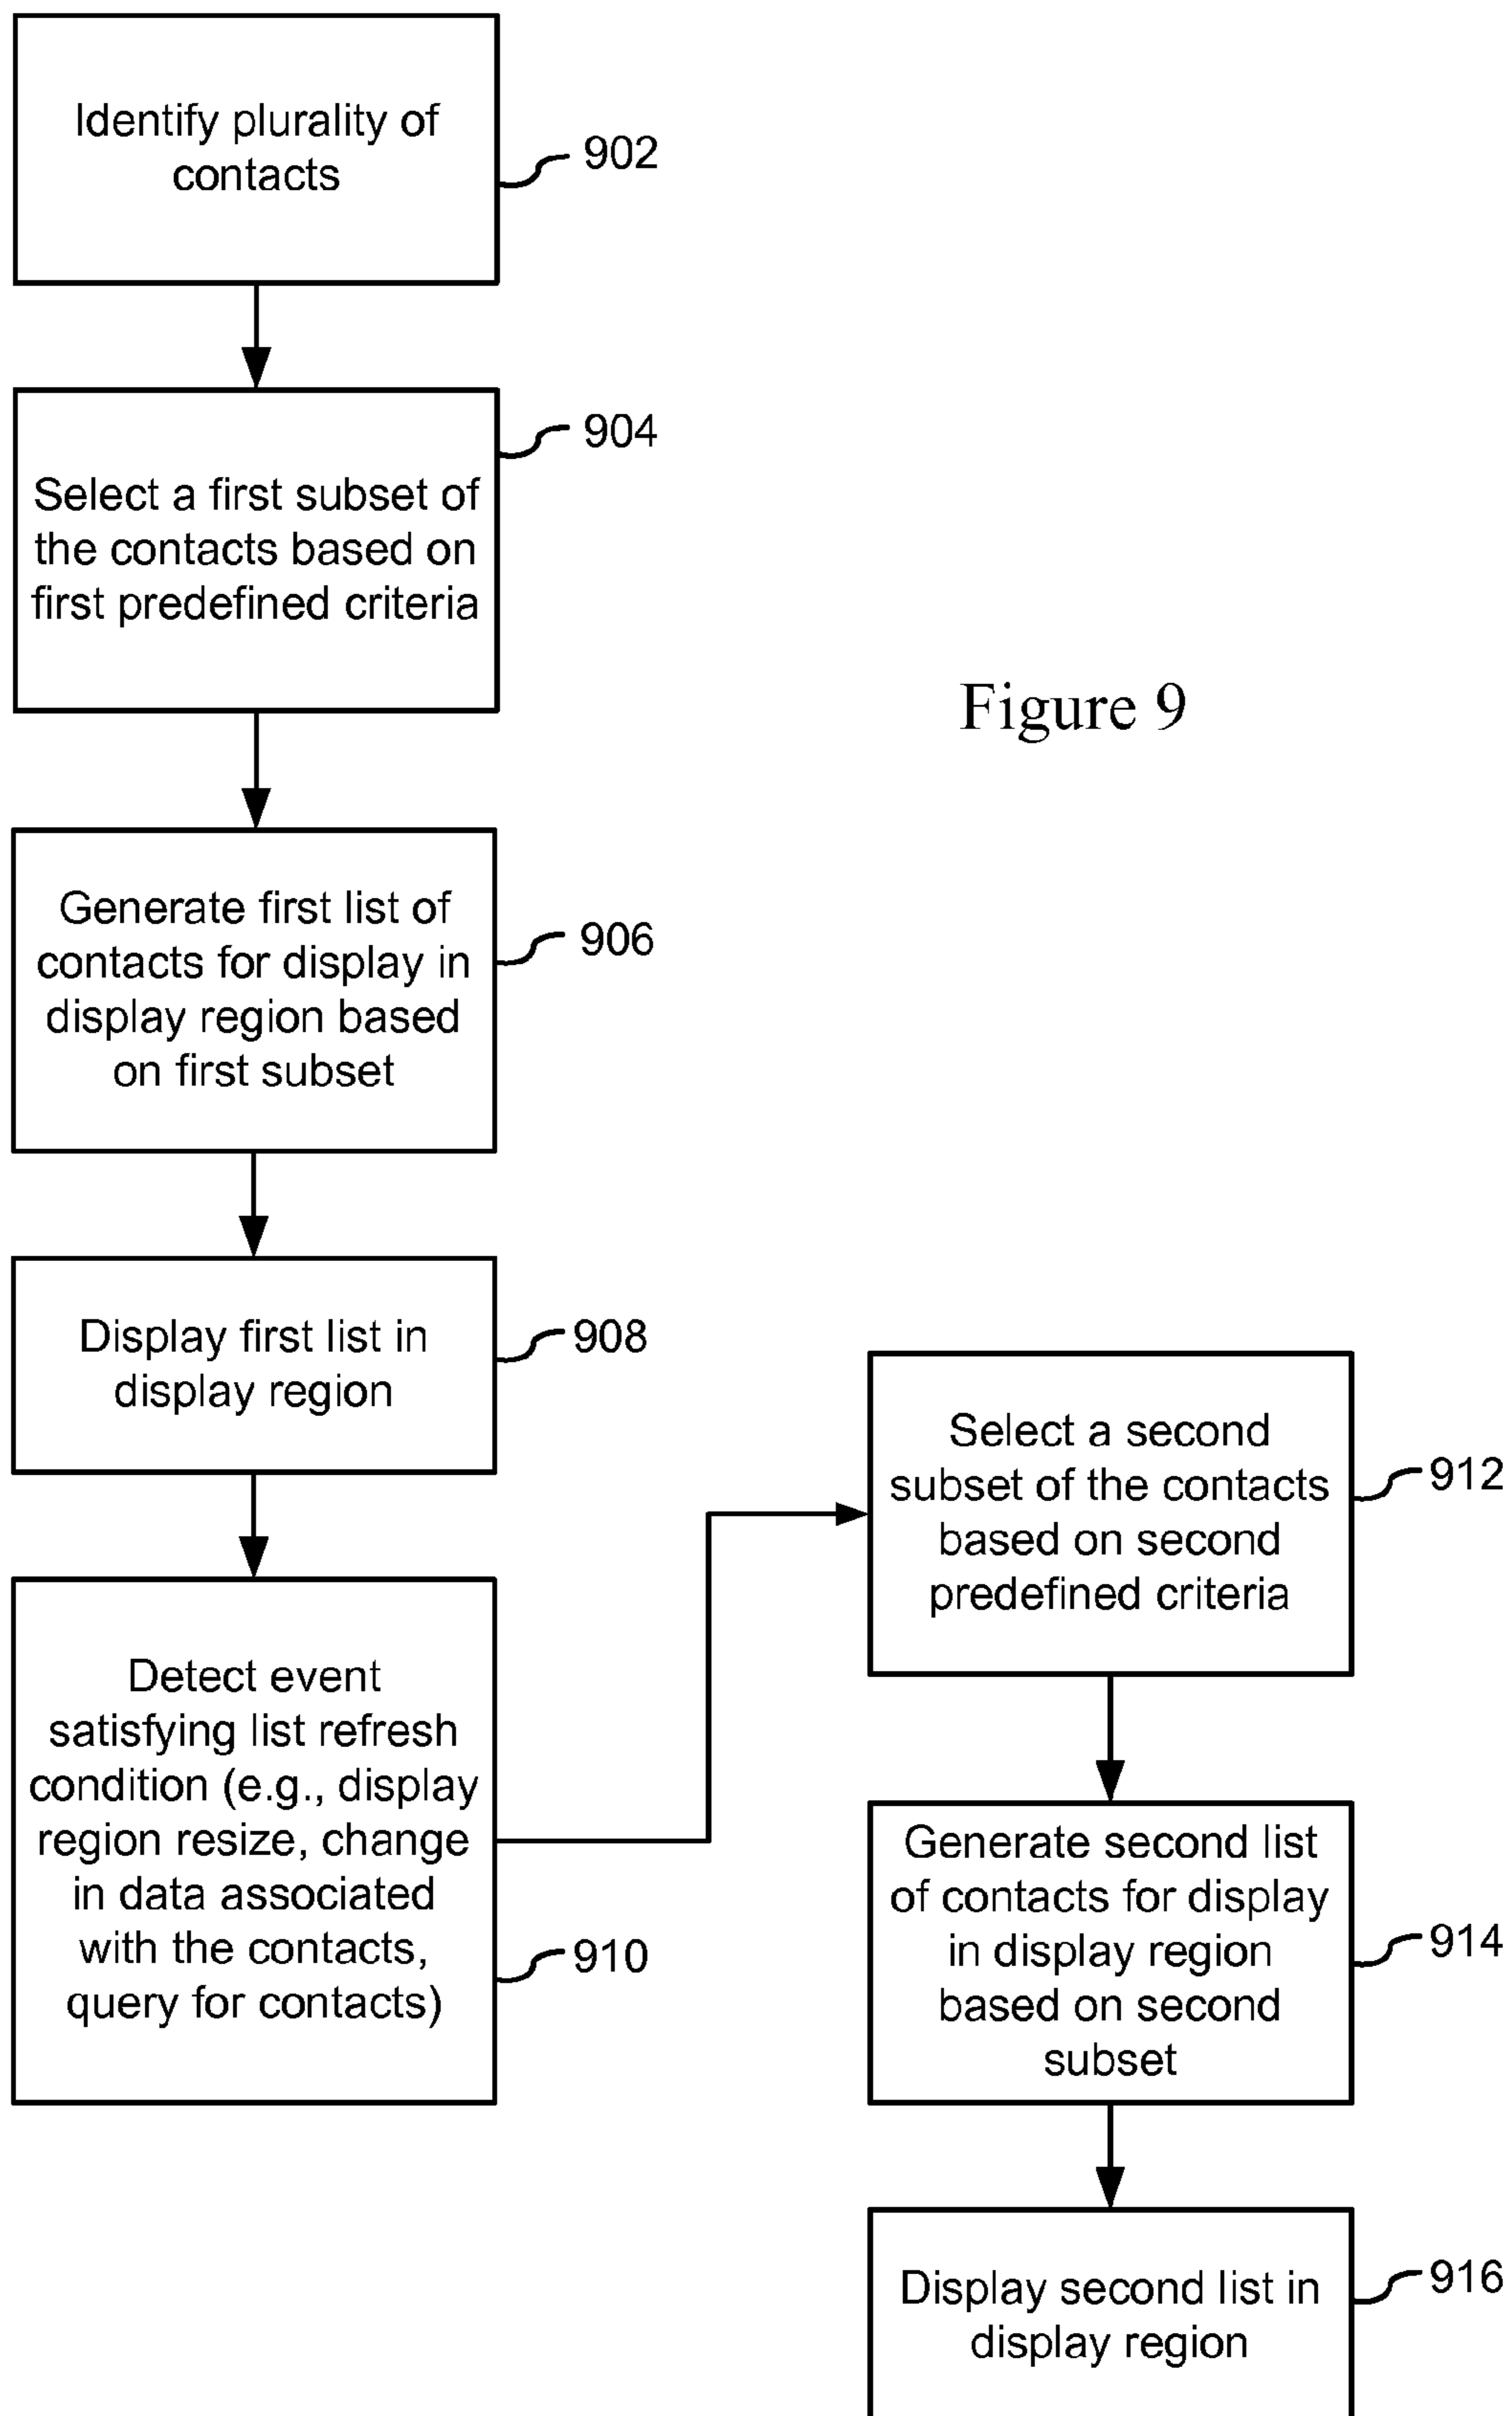 Identify plurality of
contacts
902
904
Select a first subset of
the contacts based on
first predefined criteria
Figure 9
Generate first list of
contacts for display in
display region based
on first subset
906
Display first list in
display region
908
Detect event
satisfying list refresh
condition (e.g., display
region resize, change
in data associated
with the contacts,
query for contacts)
910
Select a second
subset of the contacts
based on second
predefined criteria
912
Generate second list
of contacts for display
in display region
based on second
subset
914
Display second list in
display region
916